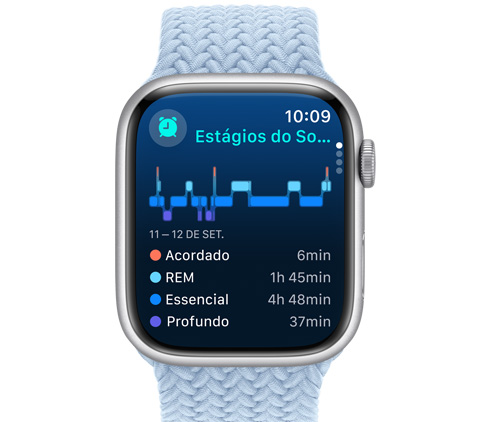 10:09
Estágios do So...
11 – 12 DE SET.
Acordado 6min
REM 1h 45min
Essencial 4h 48min
Profundo 37min